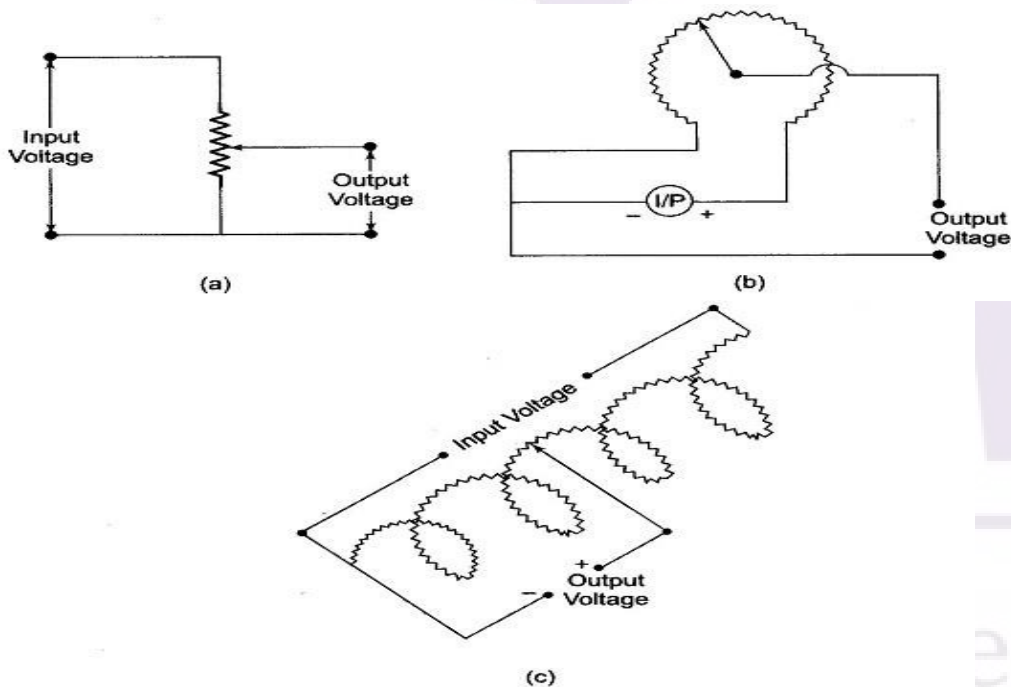 Input
Voltage
Output
Voltage
(a)
− I/P +
Output
Voltage
(b)
Input Voltage
+
Output
−
Voltage
(c)
e